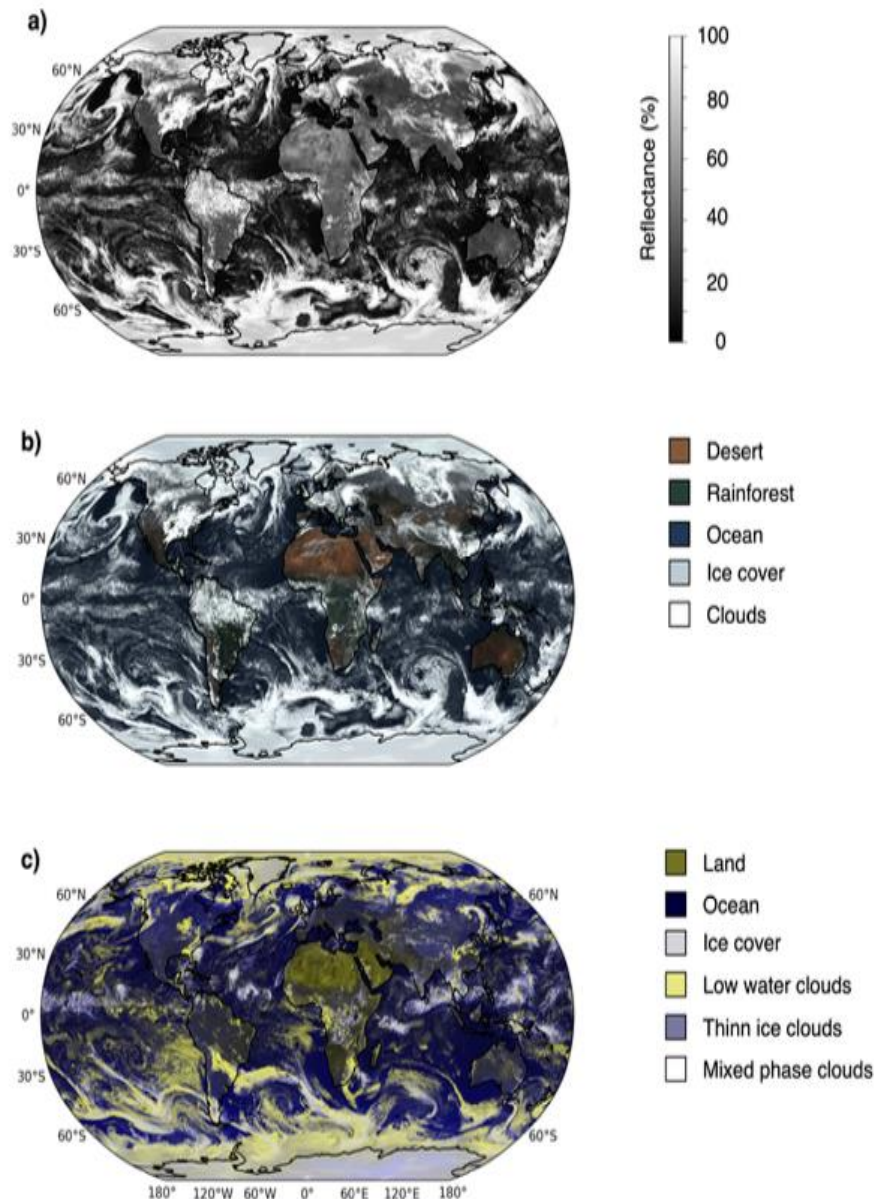 a)
60°N
30°N
0°
30°S
60°S
Reflectance (%)
100
80
60
40
20
0
b)
60°N
30°N
0°
30°S
60°S
Desert
Rainforest
Ocean
Ice cover
Clouds
c)
60°N
30°N
0°
30°S
60°S
60°N
30°N
0°
30°S
60°S
180° 120°W 60°W 0° 60°E 120°E 180°
Land
Ocean
Ice cover
Low water clouds
Thinn ice clouds
Mixed phase clouds